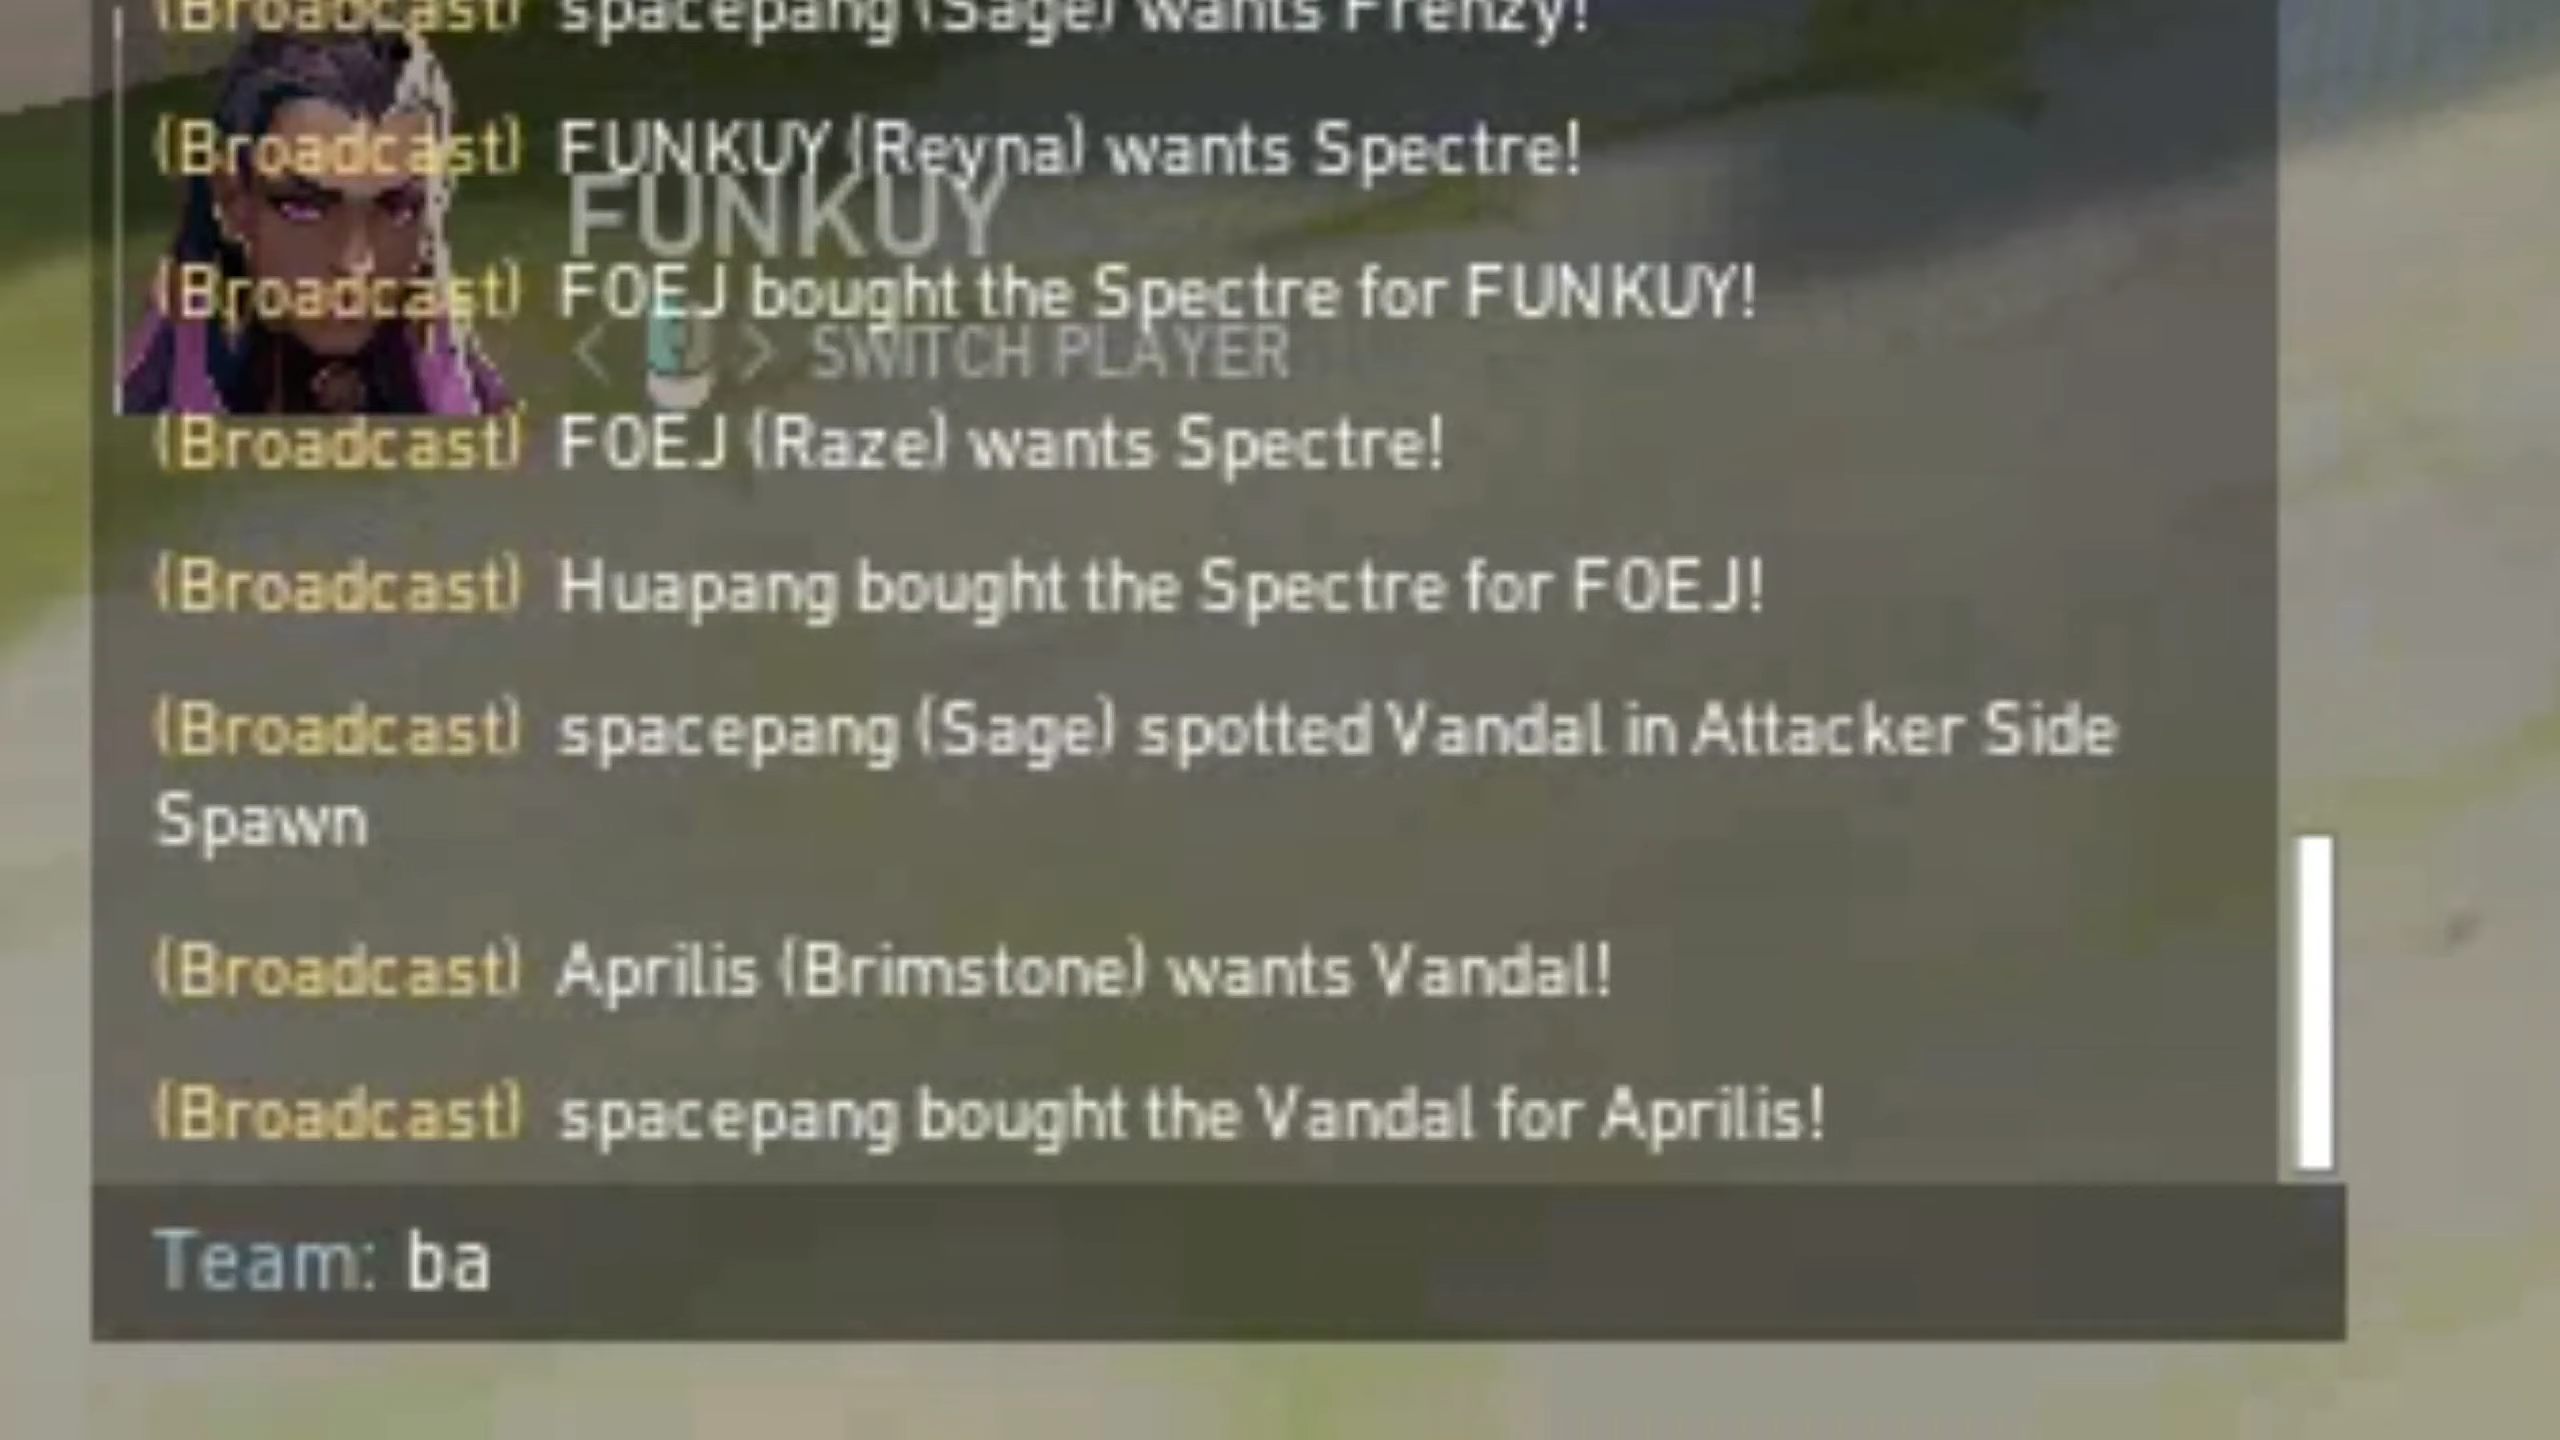 (Broadcast) spacepang (Sage) wants Frenzy!
(Broadcast) FUNKUY (Reyna) wants Spectre!
FUNKUY
(Broadcast) FOEJ bought the Spectre for FUNKUY!
< > SWITCH PLAYER
(Broadcast) FOEJ (Raze) wants Spectre!
(Broadcast) Huapang bought the Spectre for FOEJ!
(Broadcast) spacepang (Sage) spotted Vandal in Attacker Side
Spawn
(Broadcast) Aprilis (Brimstone) wants Vandal!
(Broadcast) spacepang bought the Vandal for Aprilis!
Team: ba